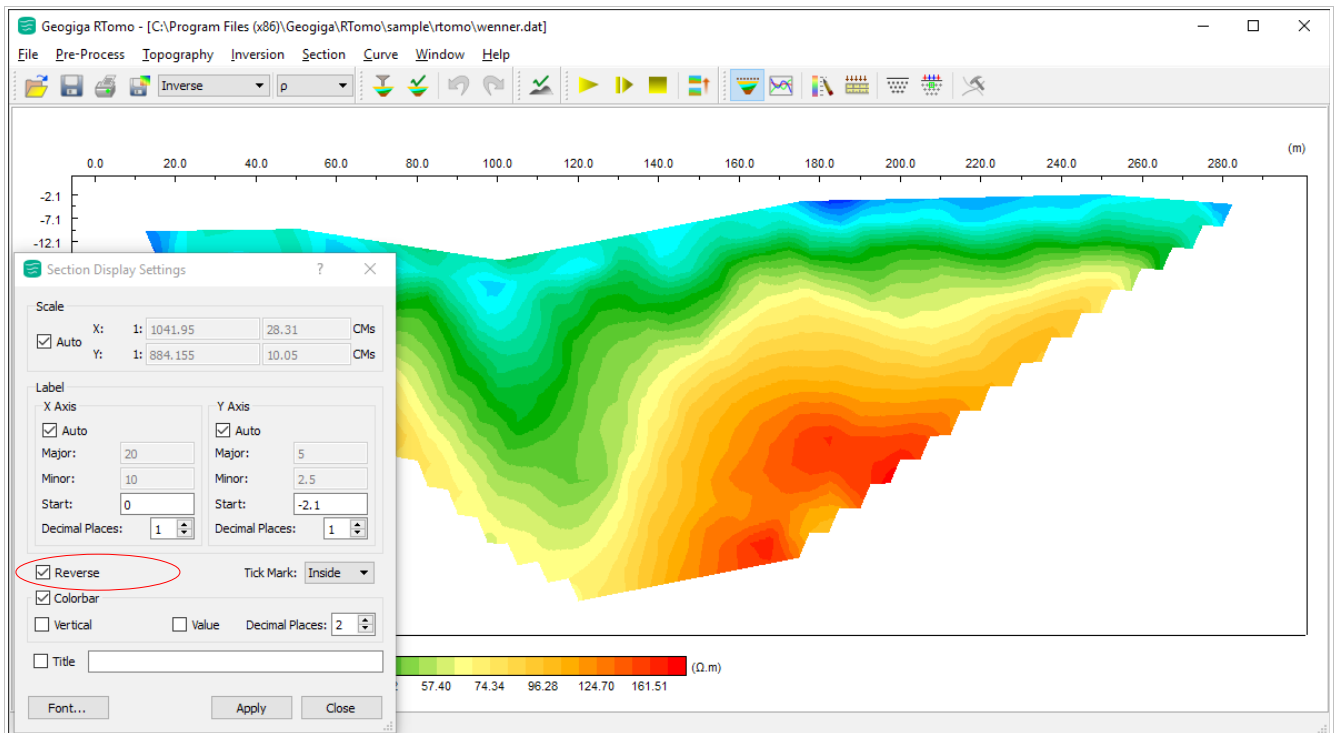 Geogiga RTomo - [C:\Program Files (x86)\Geogiga\RTomo\sample\rtomo\wenner.dat]
File Pre-Process Topography Inversion Section Curve Window Help
Inverse ρ
(m)
0.0 20.0 40.0 60.0 80.0 100.0 120.0 140.0 160.0 180.0 200.0 220.0 240.0 260.0 280.0
-2.1
-7.1
-12.1
Section Display Settings ?
Scale
Auto
X: 1: 1041.95 28.31 CMs
Y: 1: 884.155 10.05 CMs
Label
X Axis Y Axis
Auto Auto
Major: 20 Major: 5
Minor: 10 Minor: 2.5
Start: 0 Start: -2.1
Decimal Places: 1 Decimal Places: 1
Reverse Tick Mark: Inside
Colorbar
Vertical Value Decimal Places: 2
Title
Font... Apply Close
(Ω.m)
57.40 74.34 96.28 124.70 161.51